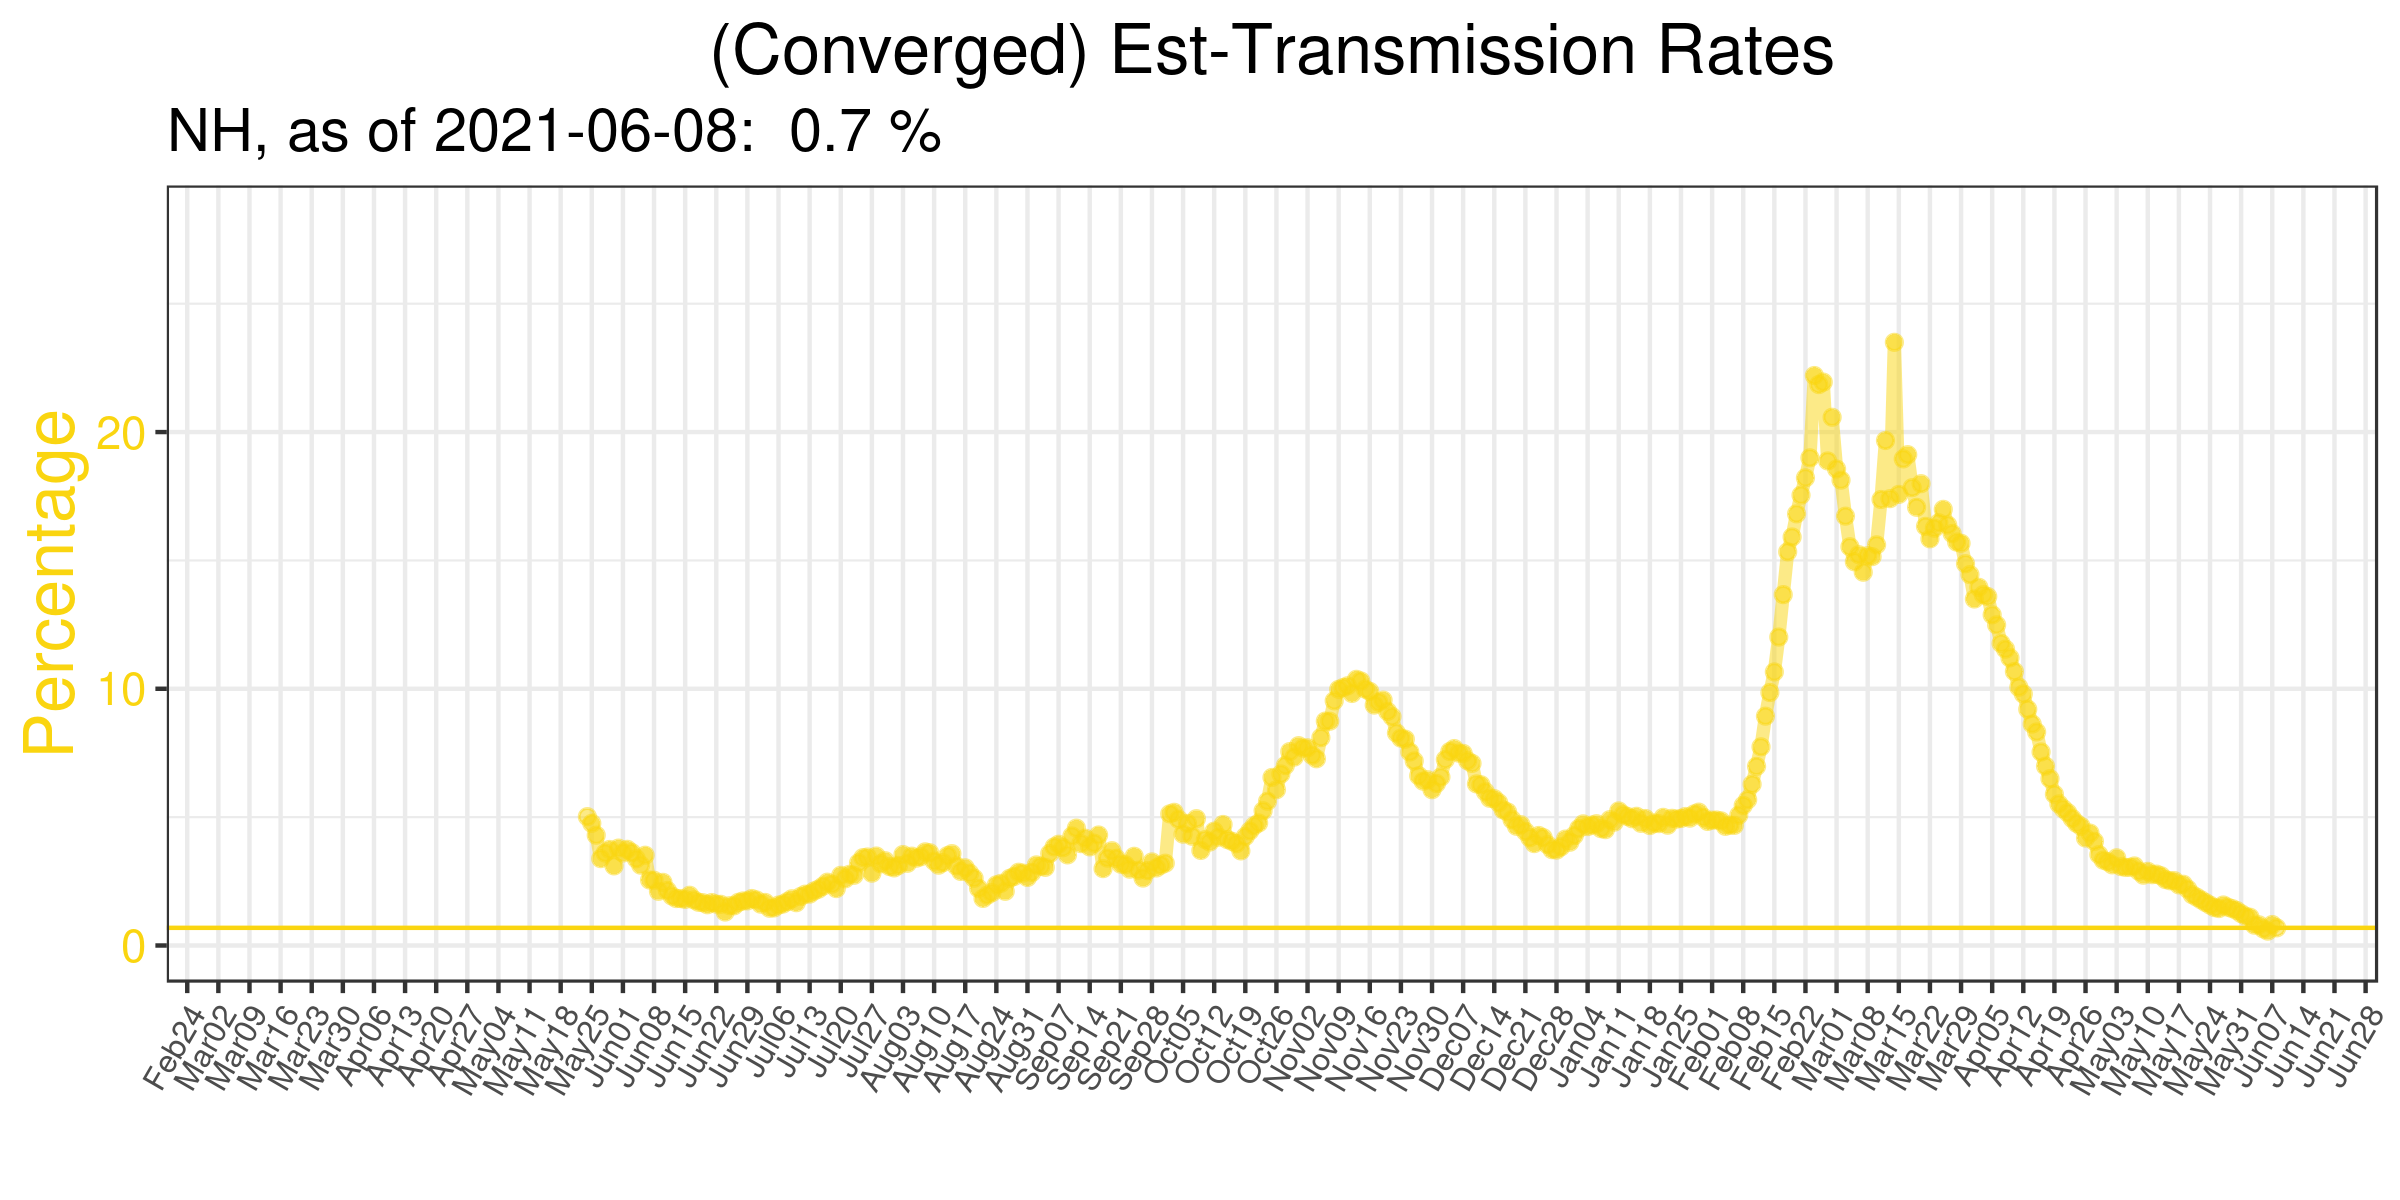 (Converged) Est-Transmission Rates
NH, as of 2021-06-08:  0.7 %
Percentage
20
10
0
Feb24
Mar02
Mar09
Mar16
Mar23
Mar30
Apr06
Apr13
Apr20
Apr27
May04
May11
May18
May25
Jun01
Jun08
Jun15
Jun22
Jun29
Jul06
Jul13
Jul20
Jul27
Aug03
Aug10
Aug17
Aug24
Aug31
Sep07
Sep14
Sep21
Sep28
Oct05
Oct12
Oct19
Oct26
Nov02
Nov09
Nov16
Nov23
Nov30
Dec07
Dec14
Dec21
Dec28
Jan04
Jan11
Jan18
Jan25
Feb01
Feb08
Feb15
Feb22
Mar01
Mar08
Mar15
Mar22
Mar29
Apr05
Apr12
Apr19
Apr26
May03
May10
May17
May24
May31
Jun07
Jun14
Jun21
Jun28